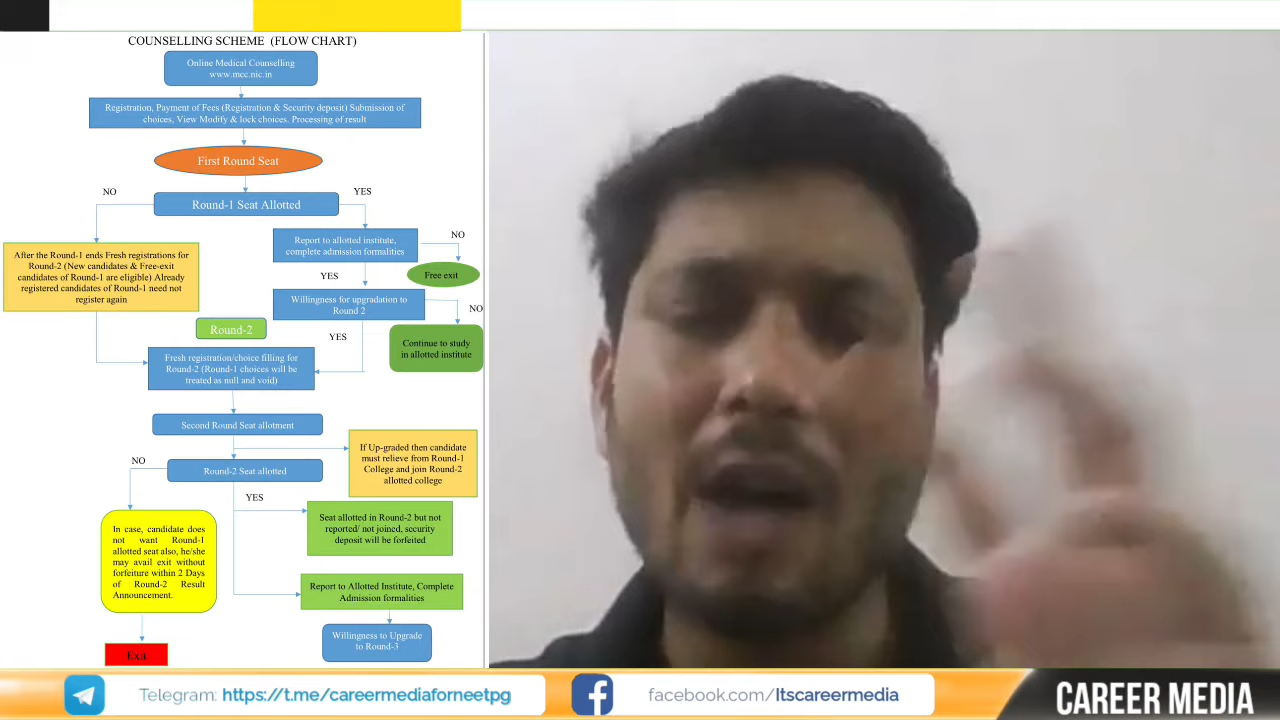 COUNSELLING SCHEME (FLOW CHART)
Online Medical Counselling
www.mcc.nic.in
Registration, Payment of Fees (Registration & Security deposit) Submission of
choices, View Modify & lock choices. Processing of result
First Round Seat
NO
YES
Round-1 Seat Allotted
Report to allotted institute,
complete admission formalities
NO
Free exit
After the Round-1 ends Fresh registrations for
Round-2 (New candidates & Free-exit
candidates of Round-1 are eligible) Already
registered candidates of Round-1 need not
register again
YES
Willingness for upgradation to
Round 2
NO
Continue to study
in allotted institute
Round-2
YES
Fresh registration/choice filling for
Round-2 (Round-1 choices will be
treated as null and void)
Second Round Seat allotment
If Up-graded then candidate
must relieve from Round-1
College and join Round-2
allotted college
NO
Round-2 Seat allotted
YES
Seat allotted in Round-2 but not
reported/ not joined, security
deposit will be forfeited
In case, candidate does
not want Round-1
allotted seat also, he/she
may avail exit without
forfeiture within 2 Days
of Round-2 Result
Announcement.
Report to Allotted Institute, Complete
Admission formalities
Willingness to Upgrade
to Round-3
Exit
Telegram: https://t.me/careermediaforneetpg
facebook.com/Itscareermedia
CAREER MEDIA